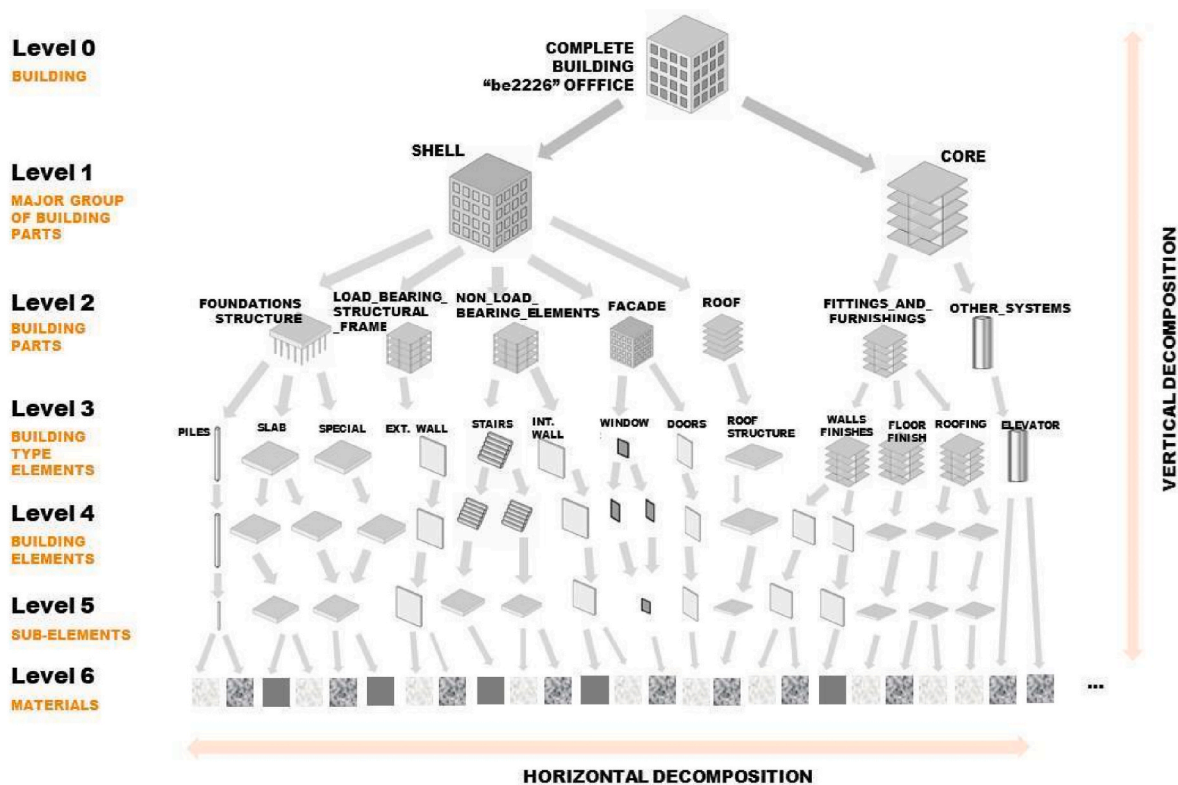 Level 0
BUILDING
COMPLETE
BUILDING
“be2226” OFFFICE
SHELL
CORE
Level 1
MAJOR GROUP
OF BUILDING
PARTS
Level 2
BUILDING
PARTS
FOUNDATIONS
STRUCTURE
LOAD_BEARING_
STRUCTURAL
_FRAME
NON_LOAD_
BEARING_ELEMENTS
FACADE
ROOF
FITTINGS_AND_
FURNISHINGS
OTHER_SYSTEMS
Level 3
BUILDING
TYPE
ELEMENTS
PILES
SLAB
SPECIAL
EXT. WALL
STAIRS
INT.
WALL
WINDOW
DOORS
ROOF
STRUCTURE
WALLS
FINISHES
FLOOR
FINISH
ROOFING
ELEVATOR
Level 4
BUILDING
ELEMENTS
Level 5
SUB-ELEMENTS
Level 6
MATERIALS
...
VERTICAL DECOMPOSITION
HORIZONTAL DECOMPOSITION